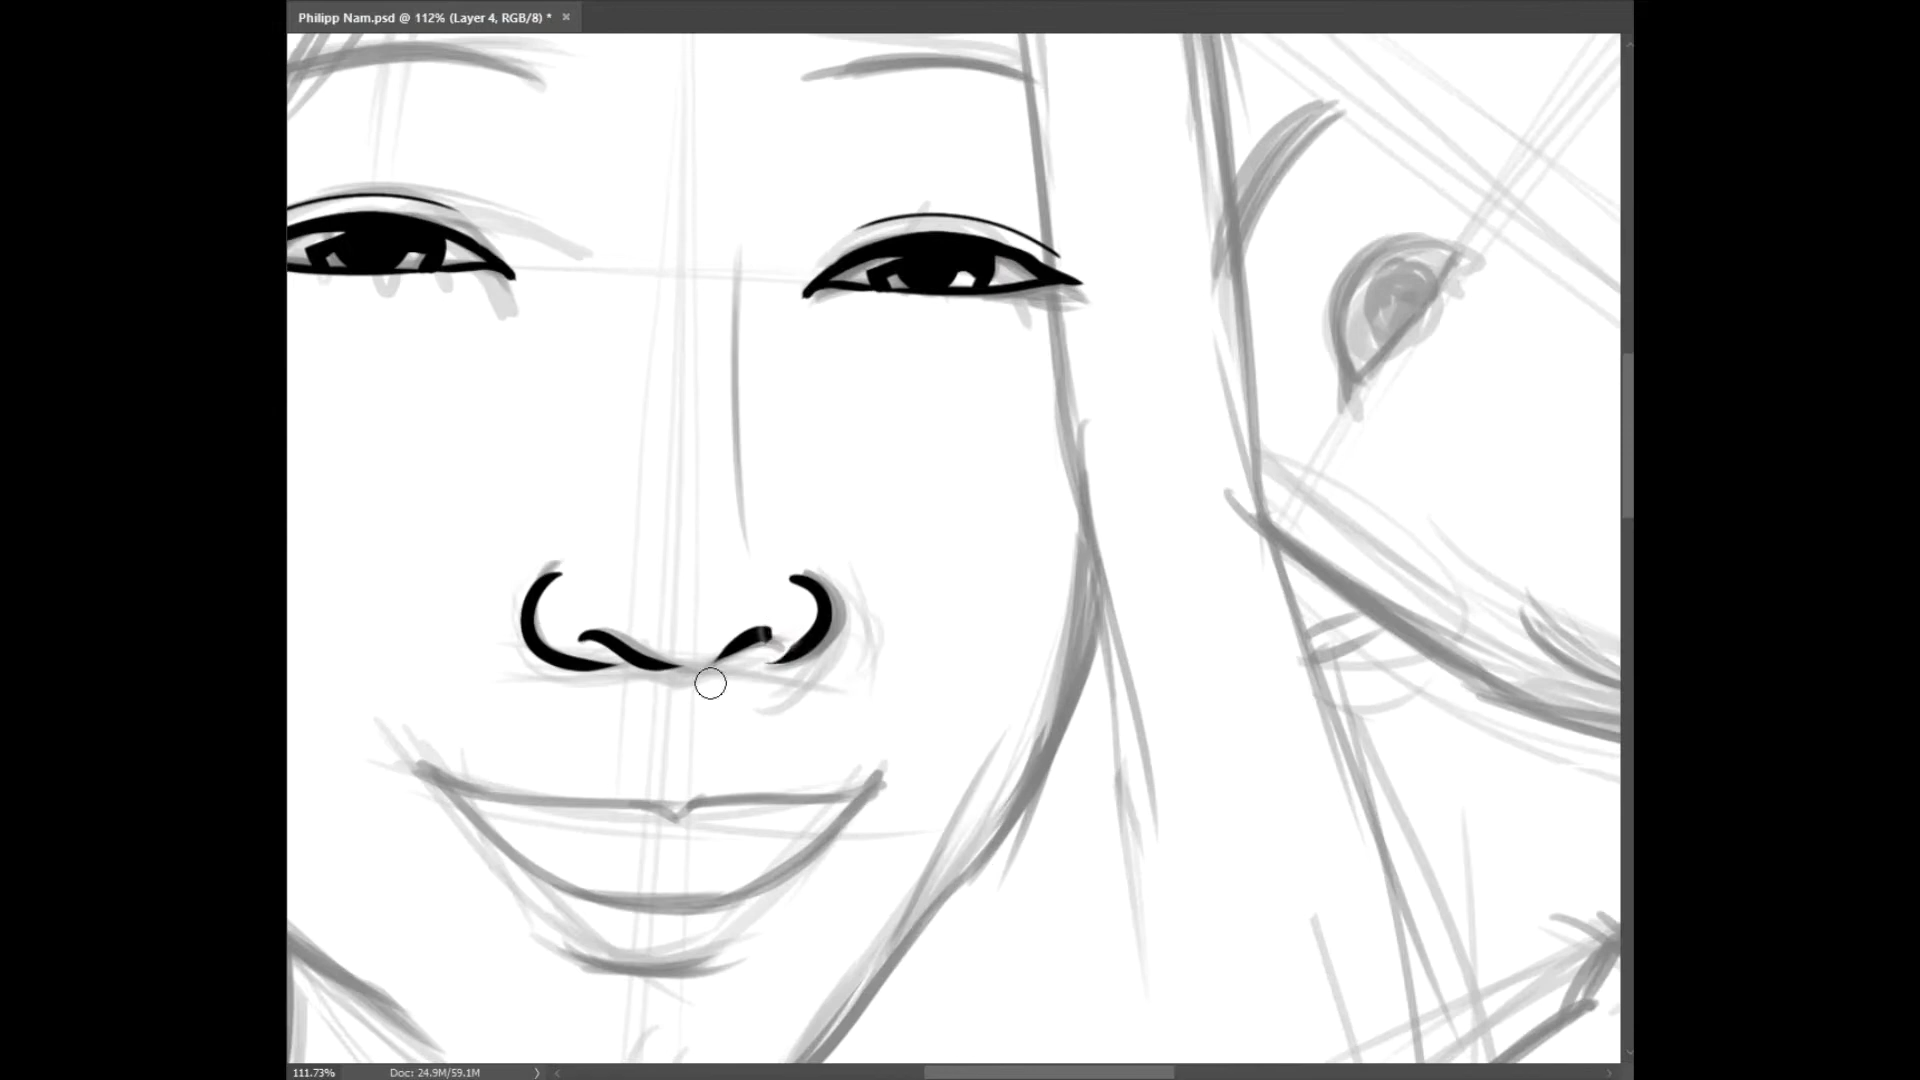 Philipp Nam.psd @ 112% (Layer 4, RGB/8) *
111.73%
Doc: 24.9M/59.1M